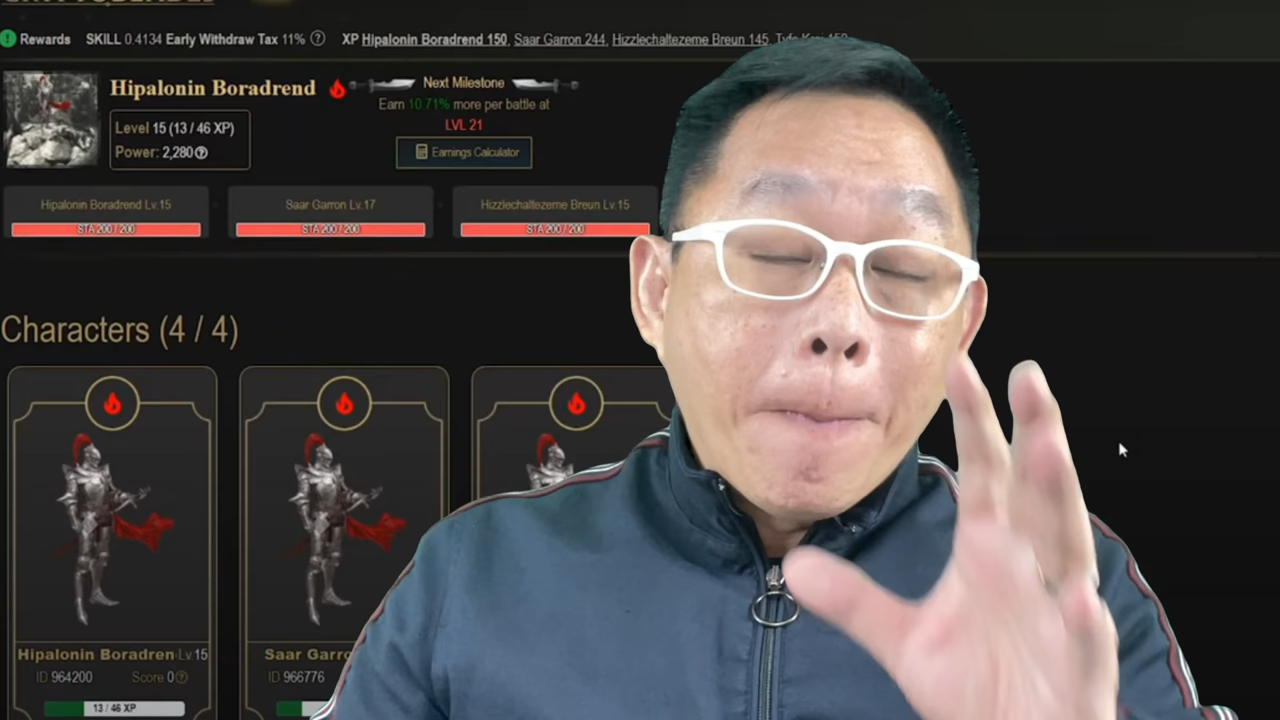 CRYPTOBLADES
Rewards SKILL 0.4134 Early Withdraw Tax 11% XP Hipalonin Boradrend 150, Saar Garron 244, Hizzlechaltezeme Breun 145,
Hipalonin Boradrend
Level 15 (13 / 46 XP)
Power: 2,280
Next Milestone
Earn 10.71% more per battle at
LVL 21
Earnings Calculator
Hipalonin Boradrend Lv.15
STA 200 / 200
Saar Garron Lv.17
STA 200 / 200
Hizzlechaltezeme Breun Lv.15
STA 200 / 200
Characters (4 / 4)
Hipalonin Boradren Lv.15
ID 964200 Score 0
13 / 46 XP
Saar Garro
ID 966776